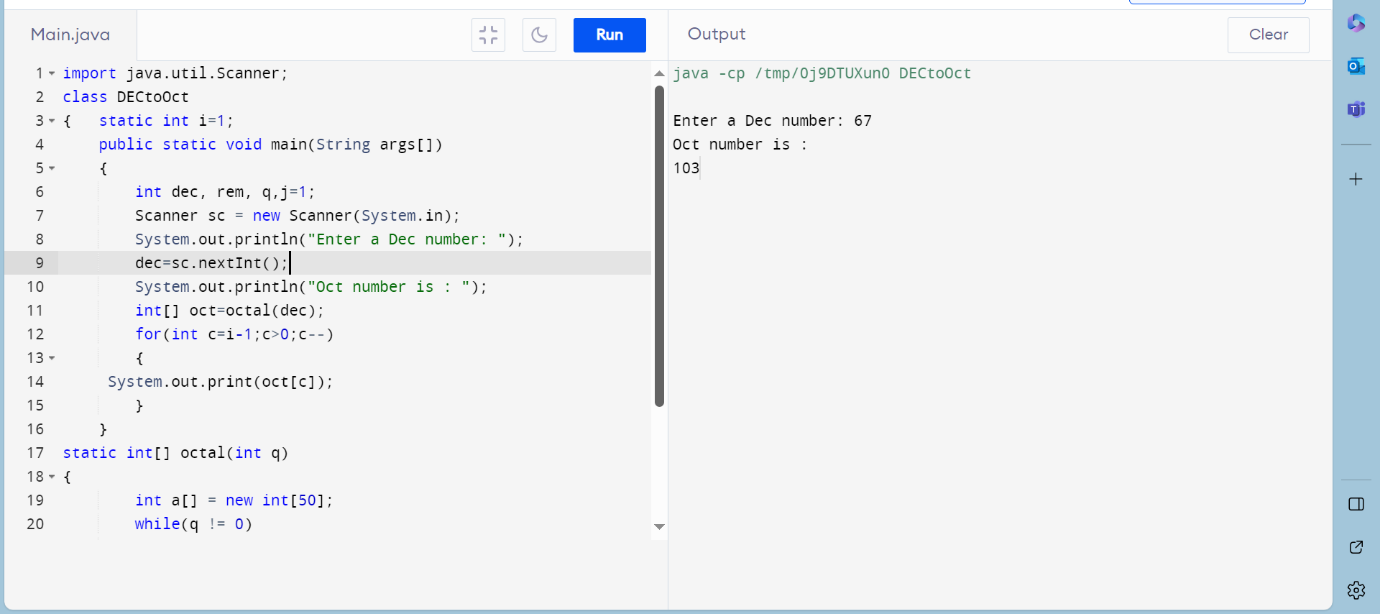 Main.java
Run
Output
Clear
1 import java.util.Scanner;
2 class DECtoOct
3 { static int i=1;
4 public static void main(String args[])
5 {
6 int dec, rem, q,j=1;
7 Scanner sc = new Scanner(System.in);
8 System.out.println("Enter a Dec number: ");
9 dec=sc.nextInt();
10 System.out.println("Oct number is : ");
11 int[] oct=octal(dec);
12 for(int c=i-1;c>0;c--)
13 {
14 System.out.print(oct[c]);
15 }
16 }
17 static int[] octal(int q)
18 {
19 int a[] = new int[50];
20 while(q != 0)
java -cp /tmp/0j9DTUXun0 DECtoOct
Enter a Dec number: 67
Oct number is :
103